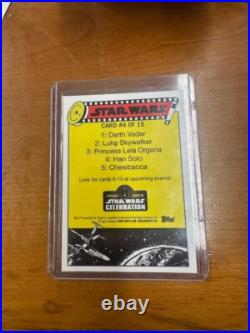 STAR WARS
CARD #4 OF 15
1: Darth Vader
2: Luke Skywalker
3: Princess Leia Organa
4: Han Solo
5: Chewbacca
Look for cards 6-15 at upcoming events!
STAR WARS
CELEBRATION
Topps